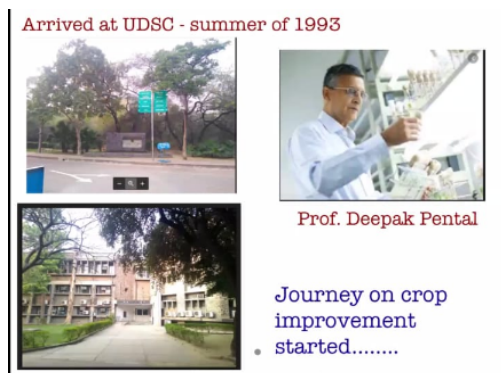 Arrived at UDSC - summer of 1993
Prof. Deepak Pental
Journey on crop
improvement
started........